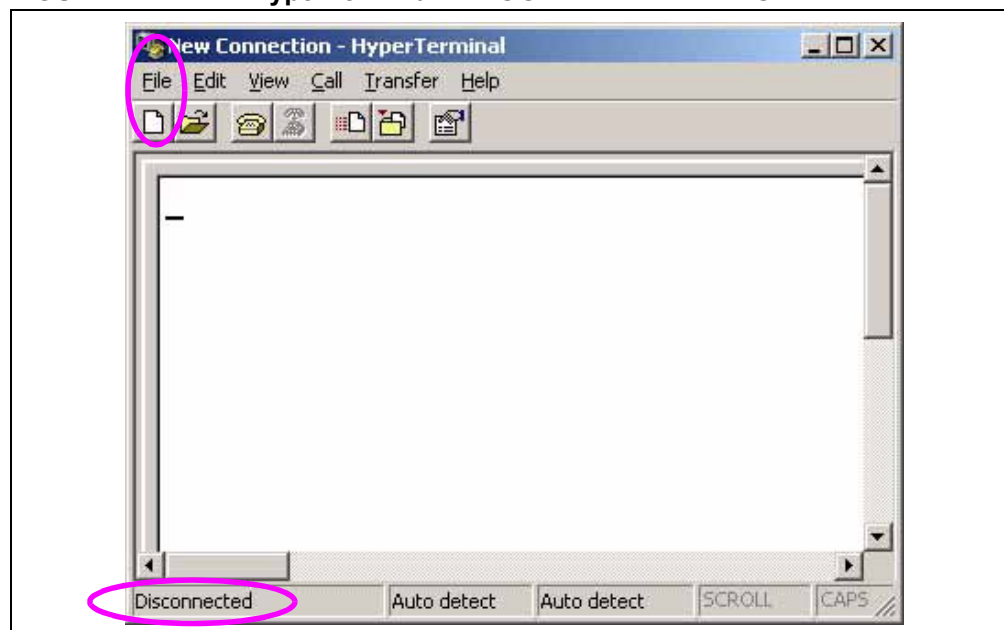 New Connection - HyperTerminal
File Edit View Call Transfer Help
Disconnected Auto detect Auto detect SCROLL CAPS